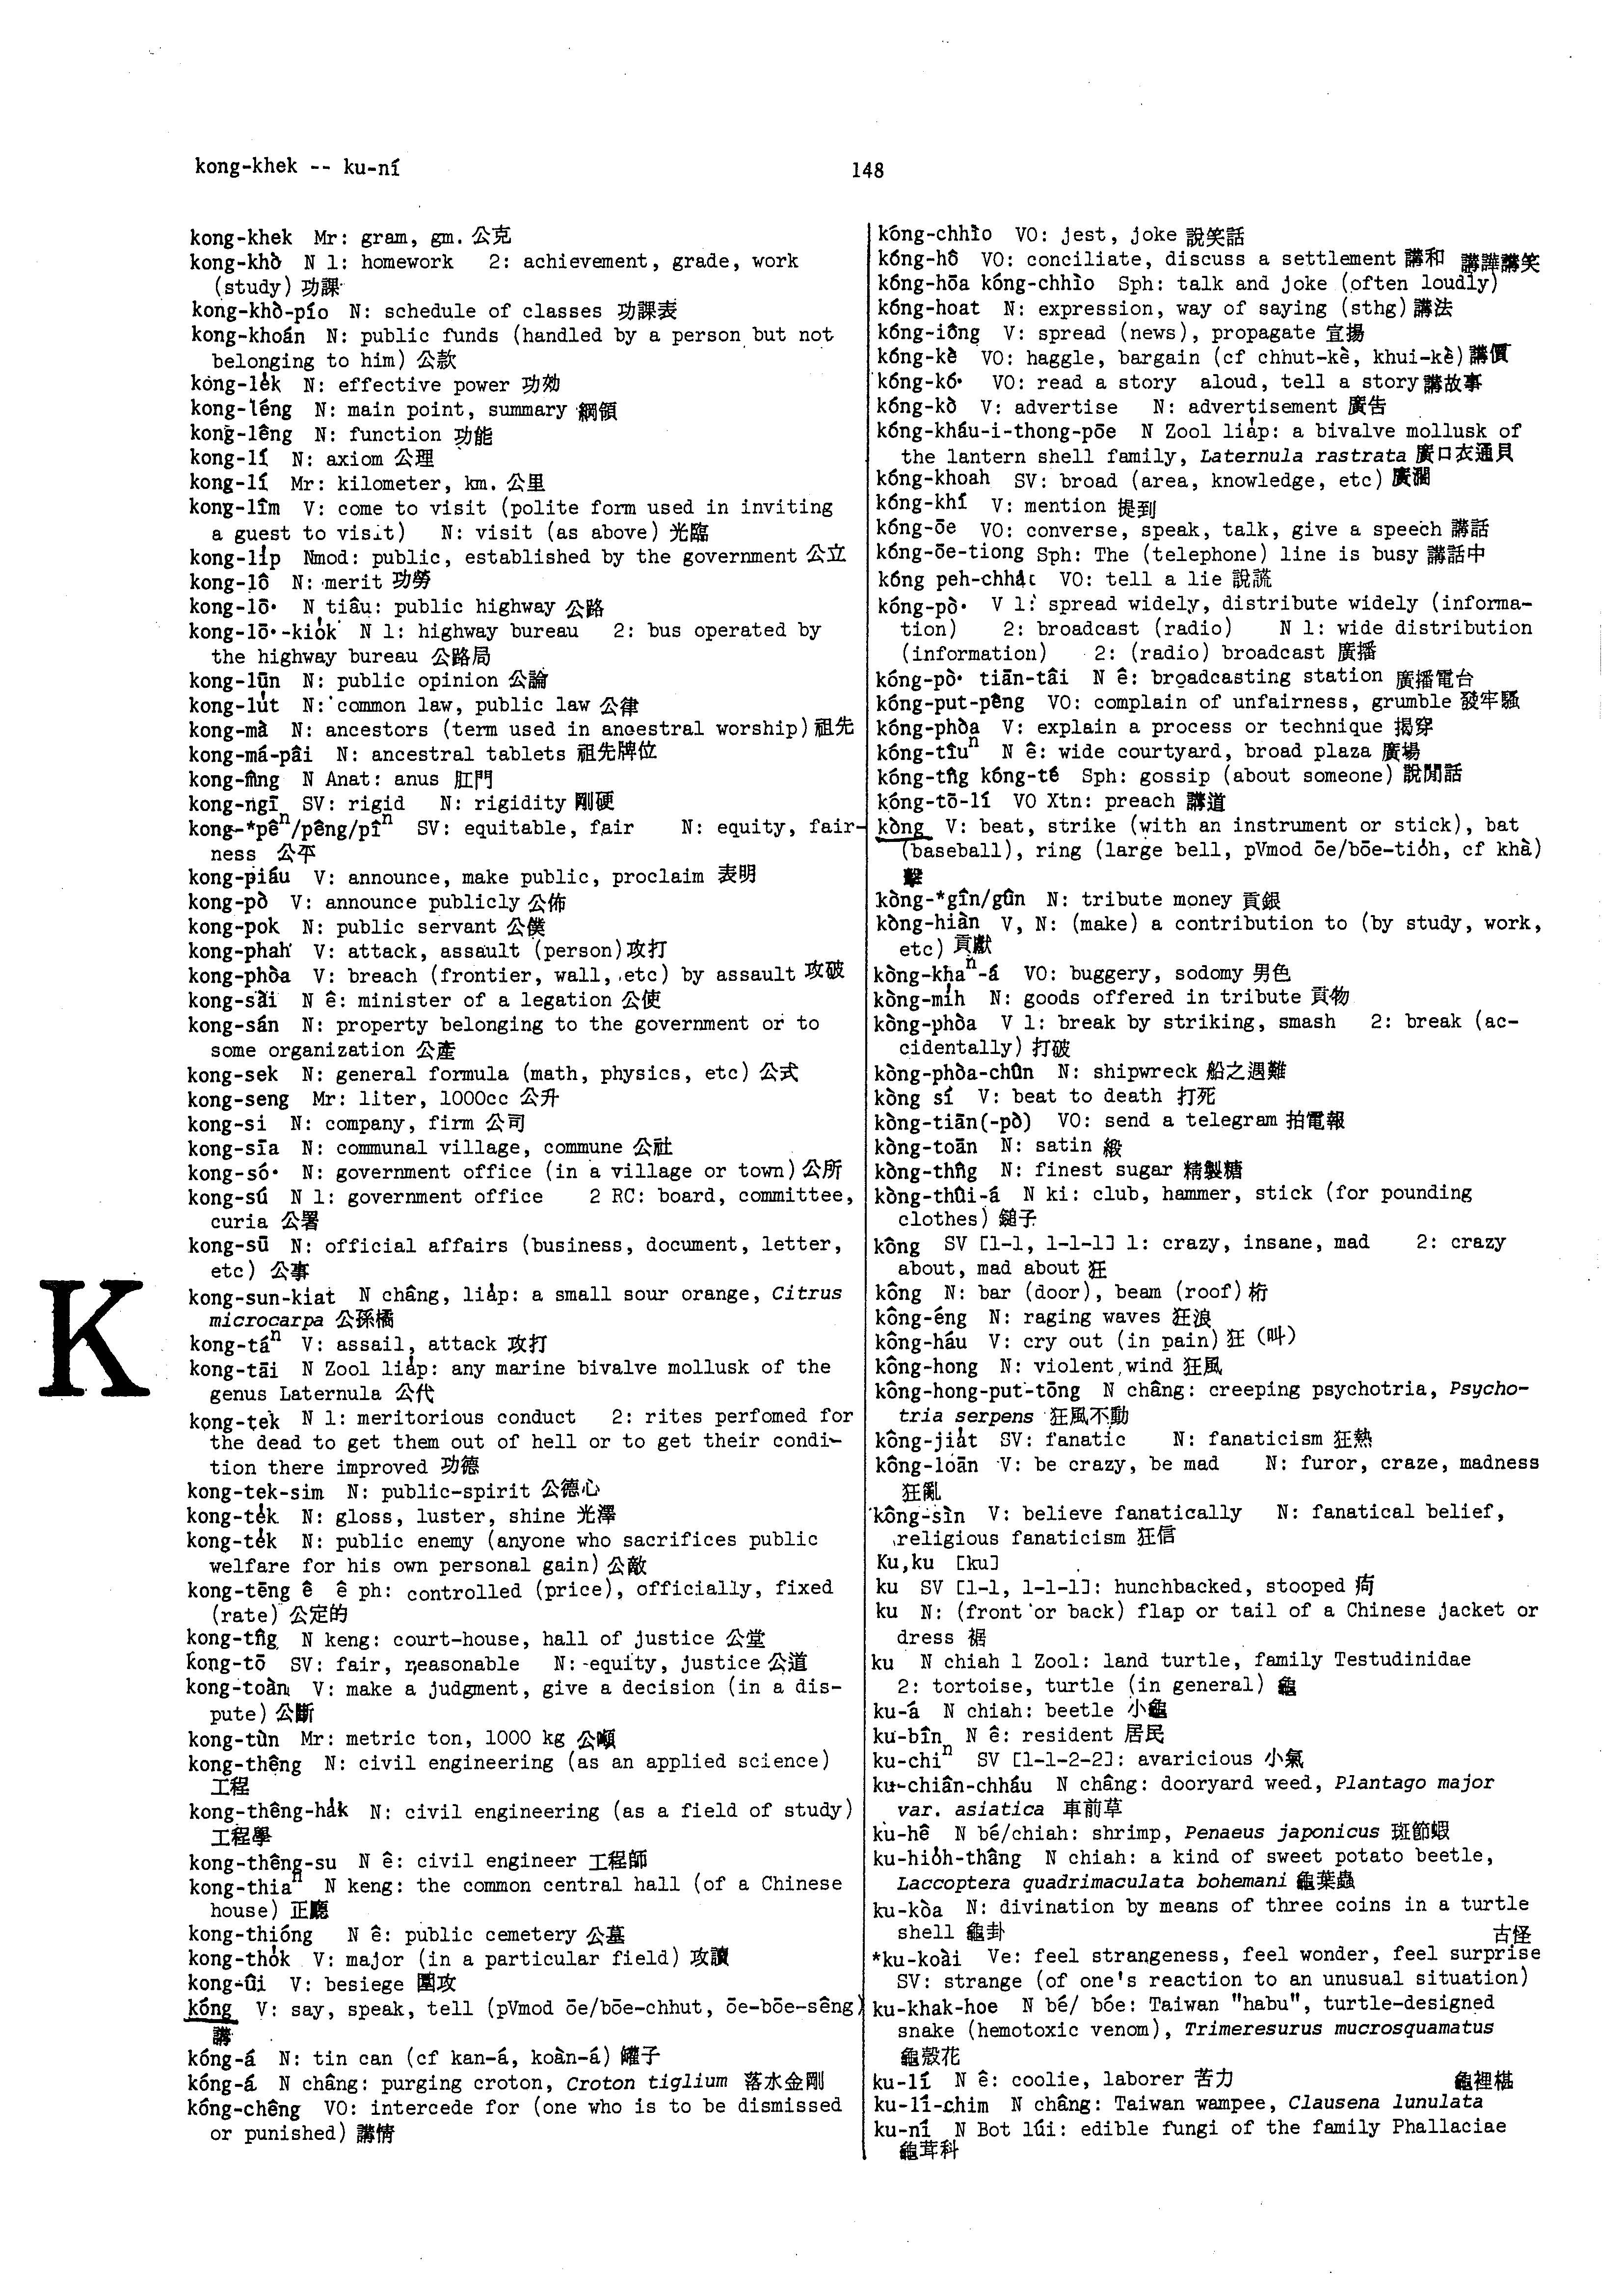 kong-khek -- ku-ní
148
kong-khek Mr: gram, gm. 公克
kong-khò N 1: homework 2: achievement, grade, work
(study) 功課
kong-khò-pío N: schedule of classes 功課表
kong-khoán N: public funds (handled by a person but not
belonging to him) 公款
kong-le̍k N: effective power 功効
kong-léng N: main point, summary 綱領
kong-lêng N: function 功能
kong-lí N: axiom 公理
kong-lí Mr: kilometer, km. 公里
kong-lîm V: come to visit (polite form used in inviting
a guest to visit) N: visit (as above) 光臨
kong-li̍p Nmod: public, established by the government 公立
kong-lô N: merit 功勞
kong-lō· N tiâu: public highway 公路
kong-lō·-kio̍k N 1: highway bureau 2: bus operated by
the highway bureau 公路局
kong-lūn N: public opinion 公論
kong-lu̍t N: common law, public law 公律
kong-má N: ancestors (term used in ancestral worship) 祖先
kong-má-pâi N: ancestral tablets 祖先牌位
kong-mn̂g N Anat: anus 肛門
kong-ngī SV: rigid N: rigidity 剛硬
kong-*pêⁿ/pêng/pîⁿ SV: equitable, fair N: equity, fair-
ness 公平
kong-piáu V: announce, make public, proclaim 表明
kong-pò V: announce publicly 公佈
kong-pok N: public servant 公僕
kong-phah V: attack, assault (person) 攻打
kong-phòa V: breach (frontier, wall, etc) by assault 攻破
kong-sài N ê: minister of a legation 公使
kong-sán N: property belonging to the government or to
some organization 公產
kong-sek N: general formula (math, physics, etc) 公式
kong-seng Mr: liter, 1000cc 公升
kong-si N: company, firm 公司
kong-sīa N: communal village, commune 公社
kong-só· N: government office (in a village or town) 公所
kong-sú N 1: government office 2 RC: board, committee,
curia 公署
kong-sū N: official affairs (business, document, letter,
etc) 公事
kong-sun-kiat N châng, lia̍p: a small sour orange, Citrus
microcarpa 公孫橘
kong-táⁿ V: assail, attack 攻打
kong-tāi N Zool lia̍p: any marine bivalve mollusk of the
genus Laternula 公代
kong-tek N 1: meritorious conduct 2: rites perfomed for
the dead to get them out of hell or to get their condi-
tion there improved 功德
kong-tek-sim N: public-spirit 公德心
kong-te̍k N: gloss, luster, shine 光澤
kong-te̍k N: public enemy (anyone who sacrifices public
welfare for his own personal gain) 公敵
kong-tēng ê ê ph: controlled (price), officially, fixed
(rate) 公定的
kong-tn̂g N keng: court-house, hall of justice 公堂
kong-tō SV: fair, reasonable N: equity, justice 公道
kong-toàn V: make a judgment, give a decision (in a dis-
pute) 公斷
kong-tùn Mr: metric ton, 1000 kg 公噸
kong-thêng N: civil engineering (as an applied science)
工程
kong-thêng-ha̍k N: civil engineering (as a field of study)
工程學
kong-thêng-su N ê: civil engineer 工程師
kong-thiaⁿ N keng: the common central hall (of a Chinese
house) 正廳
kong-thióng N ê: public cemetery 公墓
kong-tho̍k V: major (in a particular field) 攻讀
kong-ûi V: besiege 圍攻
kóng V: say, speak, tell (pVmod ōe/bōe-chhut, ōe-bōe-sêng)
講
kóng-á N: tin can (cf kan-á, koàn-á) 罐子
kóng-á N châng: purging croton, Croton tiglium 落水金剛
kóng-chêng VO: intercede for (one who is to be dismissed
or punished) 講情
K
kóng-chhìo VO: jest, joke 說笑話
kóng-hô VO: conciliate, discuss a settlement 講和 講譁講笑
kóng-hōa kóng-chhìo Sph: talk and joke (often loudly)
kóng-hoat N: expression, way of saying (sthg) 講法
kóng-iông V: spread (news), propagate 宣揚
kóng-kè VO: haggle, bargain (cf chhut-kè, khui-kè) 講價
kóng-kó· VO: read a story aloud, tell a story 講故事
kóng-kò V: advertise N: advertisement 廣告
kóng-kháu-i-thong-pōe N Zool lia̍p: a bivalve mollusk of
the lantern shell family, Laternula rastrata 廣口衣通貝
kóng-khoah SV: broad (area, knowledge, etc) 廣濶
kóng-khí V: mention 提到
kóng-ōe VO: converse, speak, talk, give a speech 講話
kóng-ōe-tiong Sph: The (telephone) line is busy 講話中
kóng pe̍h-chha̍t VO: tell a lie 說謊
kóng-pò· V 1: spread widely, distribute widely (informa-
tion) 2: broadcast (radio) N 1: wide distribution
(information) 2: (radio) broadcast 廣播
kóng-pò· tiān-tâi N ê: broadcasting station 廣播電台
kóng-put-pêng VO: complain of unfairness, grumble 發牢騷
kóng-phòa V: explain a process or technique 揭穿
kóng-tîuⁿ N ê: wide courtyard, broad plaza 廣場
kóng-tn̂g kóng-té Sph: gossip (about someone) 說閒話
kóng-tō-lí VO Xtn: preach 講道
kòng V: beat, strike (with an instrument or stick), bat
(baseball), ring (large bell, pVmod ōe/bōe-tio̍h, cf khà)
擊
kòng-*gîn/gûn N: tribute money 貢銀
kòng-hiàn V, N: (make) a contribution to (by study, work,
etc) 貢獻
kòng-khaⁿ-á VO: buggery, sodomy 男色
kòng-mi̍h N: goods offered in tribute 貢物
kòng-phòa V 1: break by striking, smash 2: break (ac-
cidentally) 打破
kòng-phòa-chûn N: shipwreck 船之遇難
kòng sí V: beat to death 打死
kòng-tiān(-pò) VO: send a telegram 拍電報
kòng-toān N: satin 緞
kòng-thn̂g N: finest sugar 精製糖
kòng-thûi-á N ki: club, hammer, stick (for pounding
clothes) 鎚子
kông SV [1-1, 1-1-1] 1: crazy, insane, mad 2: crazy
about, mad about 狂
kông N: bar (door), beam (roof) 桁
kông-éng N: raging waves 狂浪
kông-háu V: cry out (in pain) 狂（叫）
kông-hong N: violent wind 狂風
kông-hong-put-tōng N châng: creeping psychotria, Psycho-
tria serpens 狂風不動
kông-jia̍t SV: fanatic N: fanaticism 狂熱
kông-loān V: be crazy, be mad N: furor, craze, madness
狂亂
kông-sìn V: believe fanatically N: fanatical belief,
religious fanaticism 狂信
Ku,ku [ku]
ku SV [1-1, 1-1-1]: hunchbacked, stooped 痀
ku N: (front or back) flap or tail of a Chinese jacket or
dress 裾
ku N chiah 1 Zool: land turtle, family Testudinidae
2: tortoise, turtle (in general) 龜
ku-á N chiah: beetle 小龜
ku-bîn N ê: resident 居民
ku-chiⁿ SV [1-1-2-2]: avaricious 小氣
ku-chiân-chháu N châng: dooryard weed, Plantago major
var. asiatica 車前草
ku-hê N bé/chiah: shrimp, Penaeus japonicus 斑節蝦
ku-hio̍h-thâng N chiah: a kind of sweet potato beetle,
Laccoptera quadrimaculata bohemani 龜葉蟲
ku-kòa N: divination by means of three coins in a turtle
shell 龜卦 古怪
*ku-koài Ve: feel strangeness, feel wonder, feel surprise
SV: strange (of one's reaction to an unusual situation)
ku-khak-hoe N bé/ bóe: Taiwan "habu", turtle-designed
snake (hemotoxic venom), Trimeresurus mucrosquamatus
龜殼花
ku-lí N ê: coolie, laborer 苦力 龜裡椹
ku-lí-chim N châng: Taiwan wampee, Clausena lunulata
ku-ní N Bot lúi: edible fungi of the family Phallaciae
龜茸科